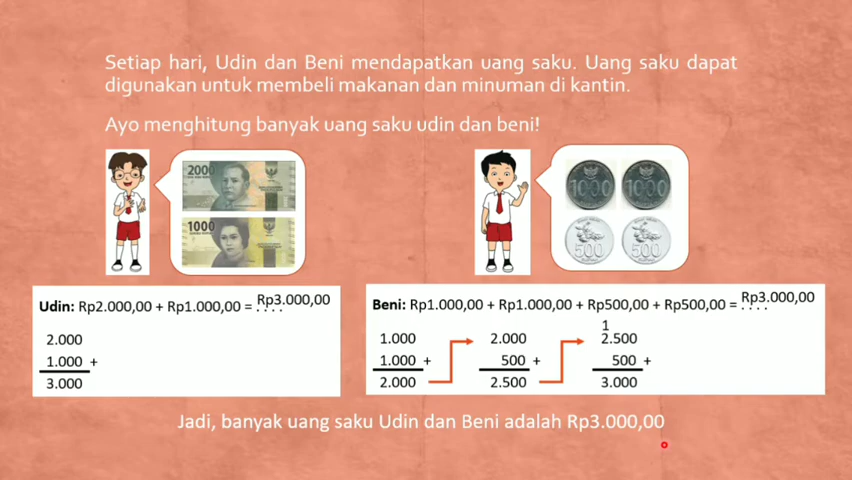 Setiap hari, Udin dan Beni mendapatkan uang saku. Uang saku dapat
digunakan untuk membeli makanan dan minuman di kantin.
Ayo menghitung banyak uang saku udin dan beni!
2000
1000
1000 1000
500 500
Udin: Rp2.000,00 + Rp1.000,00 = Rp3.000,00
. . . .
2.000
1.000 +
3.000
Beni: Rp1.000,00 + Rp1.000,00 + Rp500,00 + Rp500,00 = Rp3.000,00
. . . .
1
1.000 2.000 2.500
1.000 + 500 + 500 +
2.000 2.500 3.000
Jadi, banyak uang saku Udin dan Beni adalah Rp3.000,00